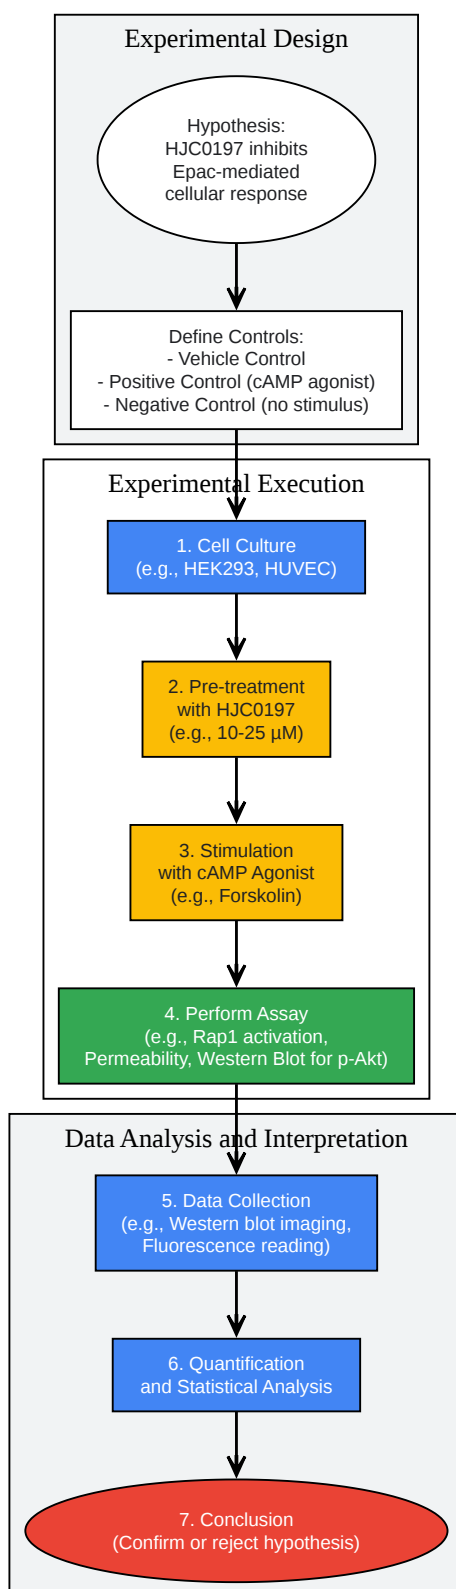 Experimental Design
Hypothesis:
HJC0197 inhibits
Epac-mediated
cellular response
Define Controls:
- Vehicle Control
- Positive Control (cAMP agonist)
- Negative Control (no stimulus)
Experimental Execution
1. Cell Culture
(e.g., HEK293, HUVEC)
2. Pre-treatment
with HJC0197
(e.g., 10-25 µM)
3. Stimulation
with cAMP Agonist
(e.g., Forskolin)
4. Perform Assay
(e.g., Rap1 activation,
Permeability, Western Blot for p-Akt)
Data Analysis and Interpretation
5. Data Collection
(e.g., Western blot imaging,
Fluorescence reading)
6. Quantification
and Statistical Analysis
7. Conclusion
(Confirm or reject hypothesis)